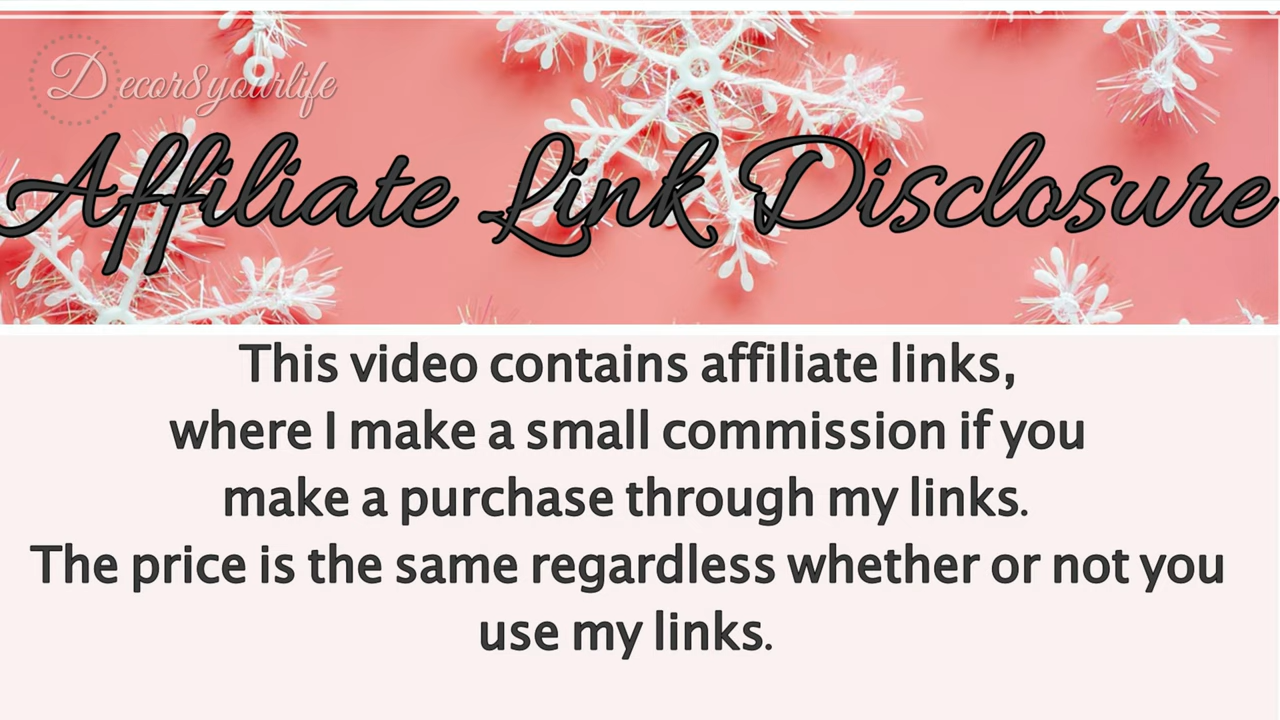 Decor8yourlife
Affiliate Link Disclosure
This video contains affiliate links,
where I make a small commission if you
make a purchase through my links.
The price is the same regardless whether or not you
use my links.